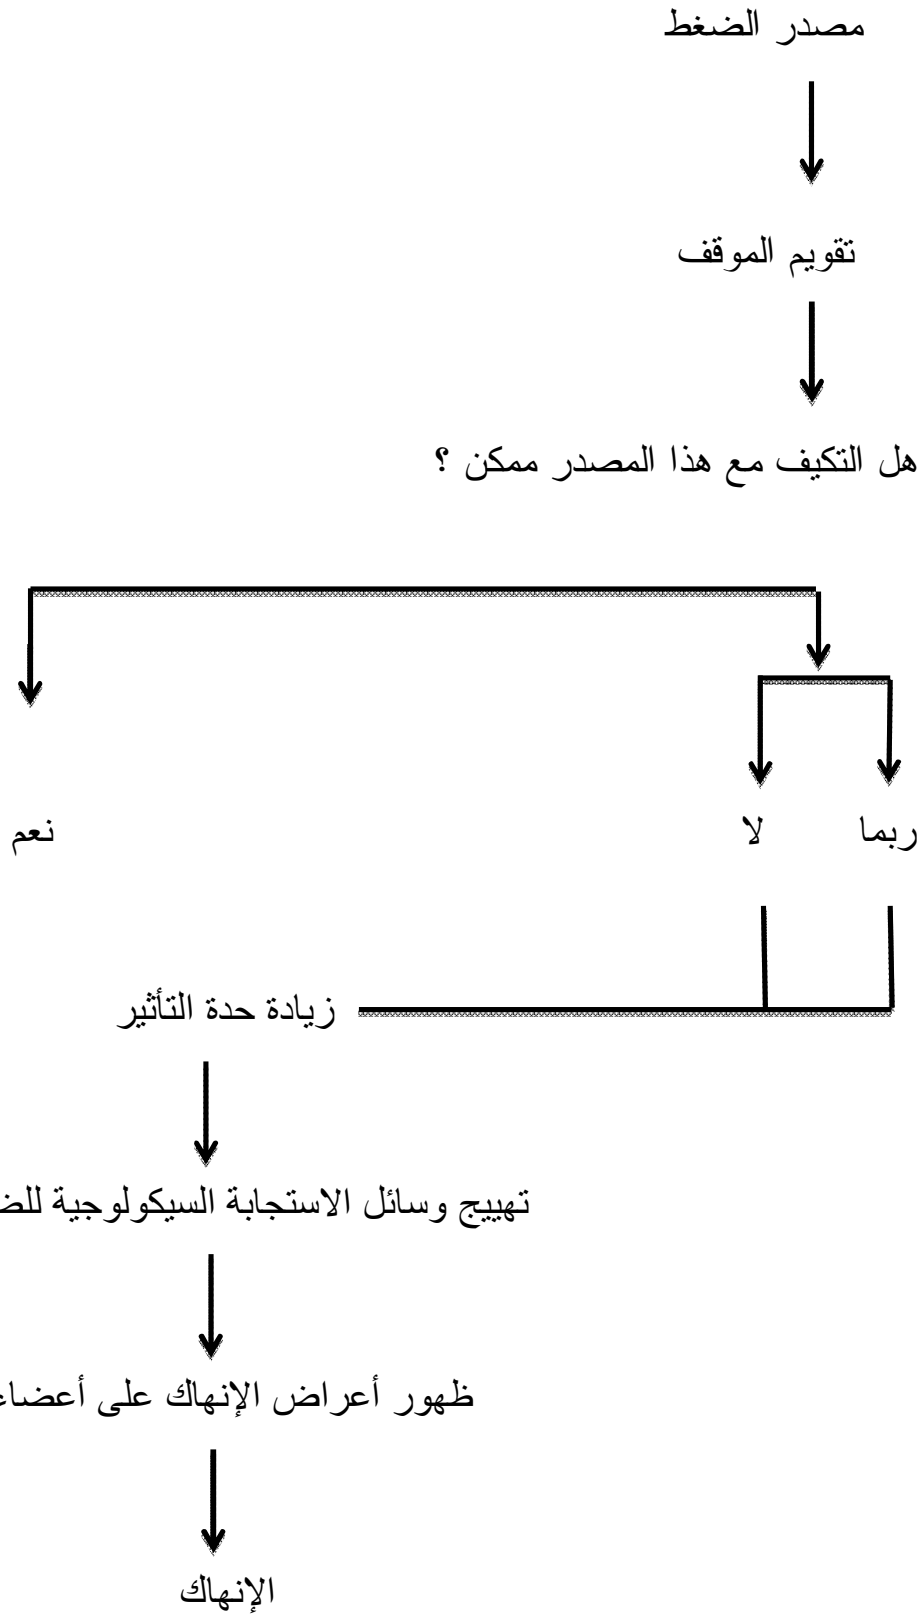 مصدر الضغط
تقويم الموقف
هل التكيف مع هذا المصدر ممكن ؟
ربما لا نعم
زيادة حدة التأثير
تهييج وسائل الاستجابة السيكولوجية
ظهور أعراض الإنهاك على
الإنهاك